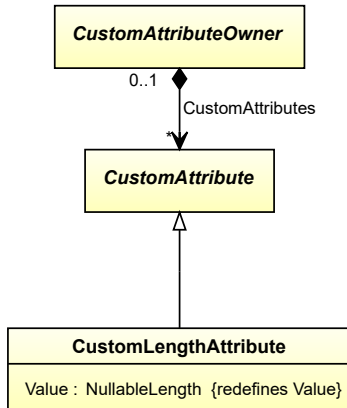 CustomAttributeOwner
0..1
CustomAttributes
*
CustomAttribute
CustomLengthAttribute
Value : NullableLength {redefines Value}